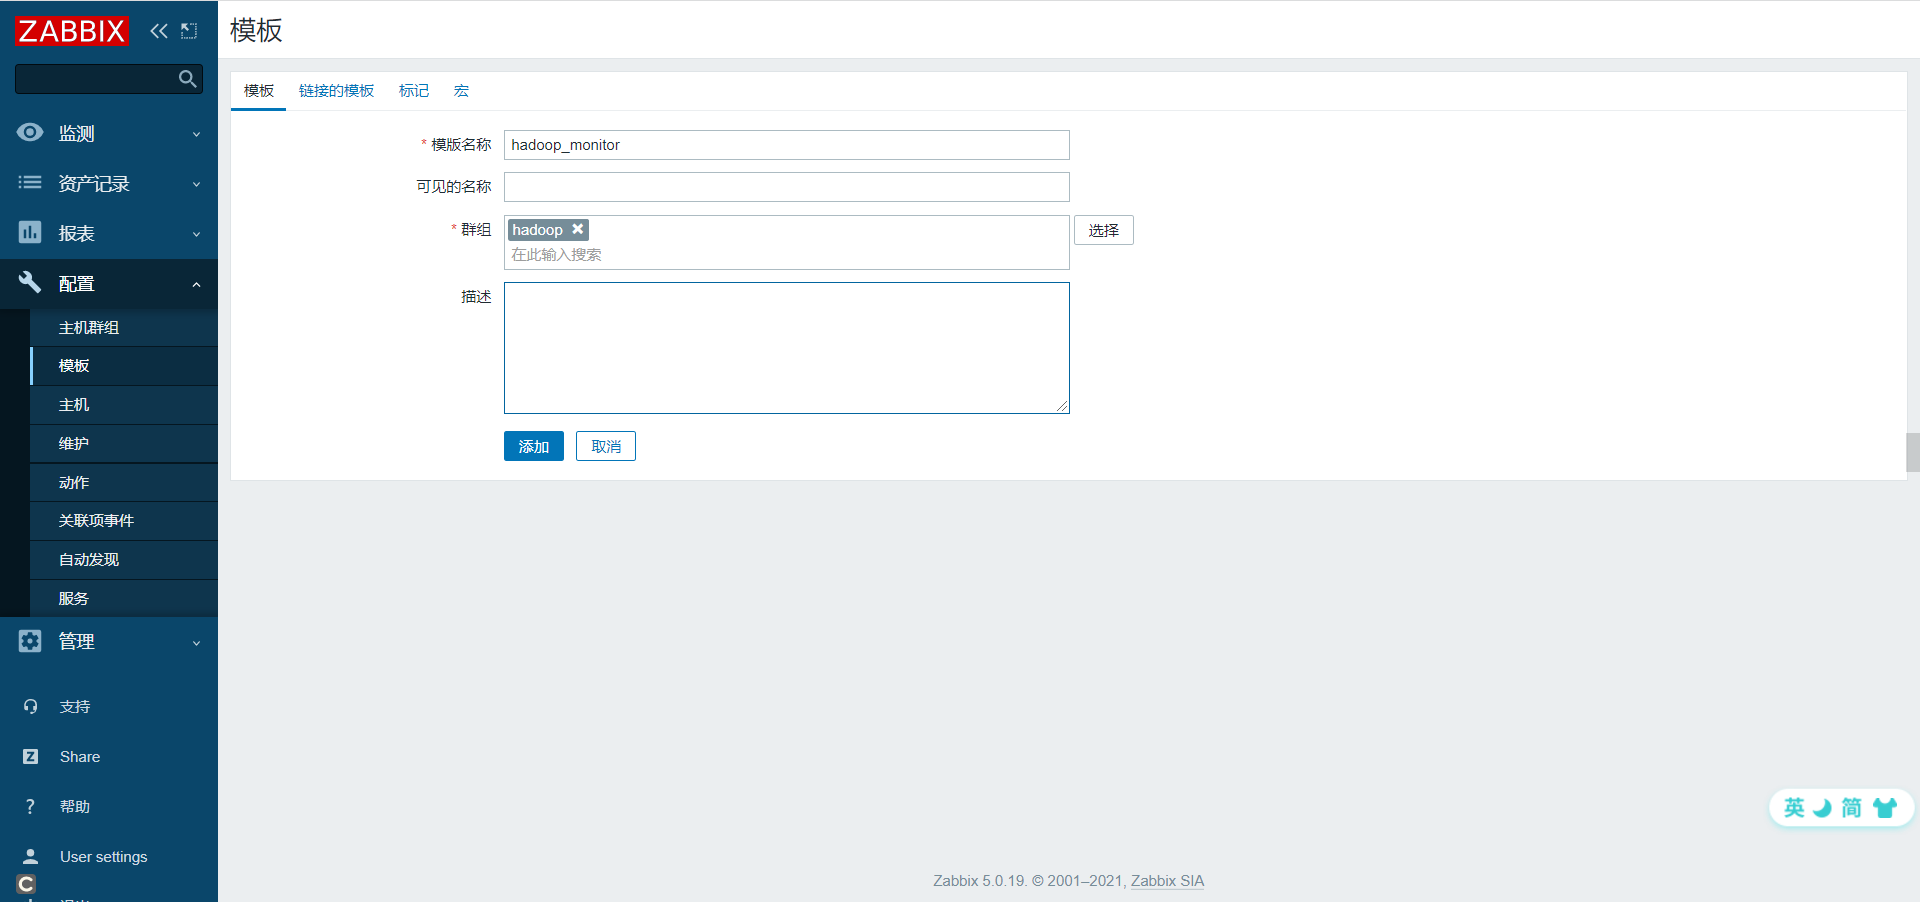 ZABBIX
监测
资产记录
报表
配置
主机群组
模板
主机
维护
动作
关联项事件
自动发现
服务
管理
支持
Share
帮助
User settings
模板
模板 链接的模板 标记 宏
* 模版名称 hadoop_monitor
可见的名称
* 群组 hadoop 选择
在此输入搜索
描述
添加 取消
英 简
Zabbix 5.0.19. © 2001–2021, Zabbix SIA